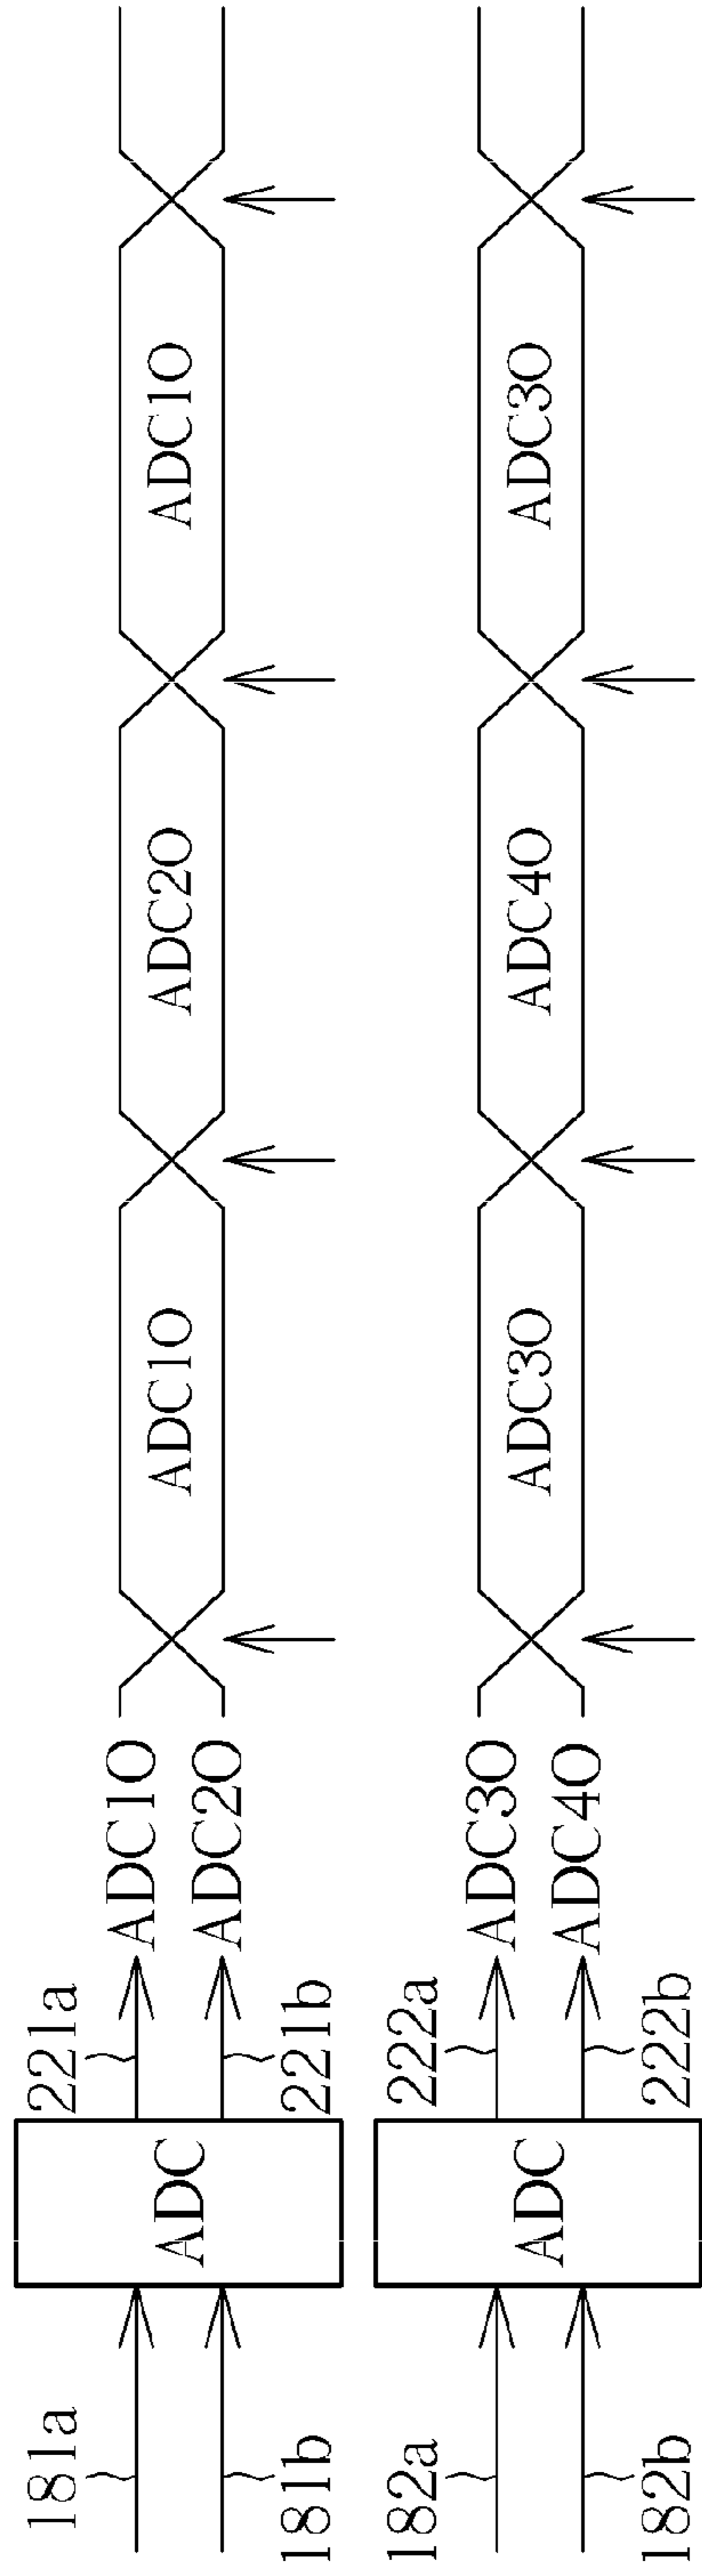 181a
181b
ADC
221a
221b
ADC1O
ADC2O
ADC1O
ADC2O
ADC1O
182a
182b
ADC
222a
222b
ADC3O
ADC4O
ADC3O
ADC4O
ADC3O